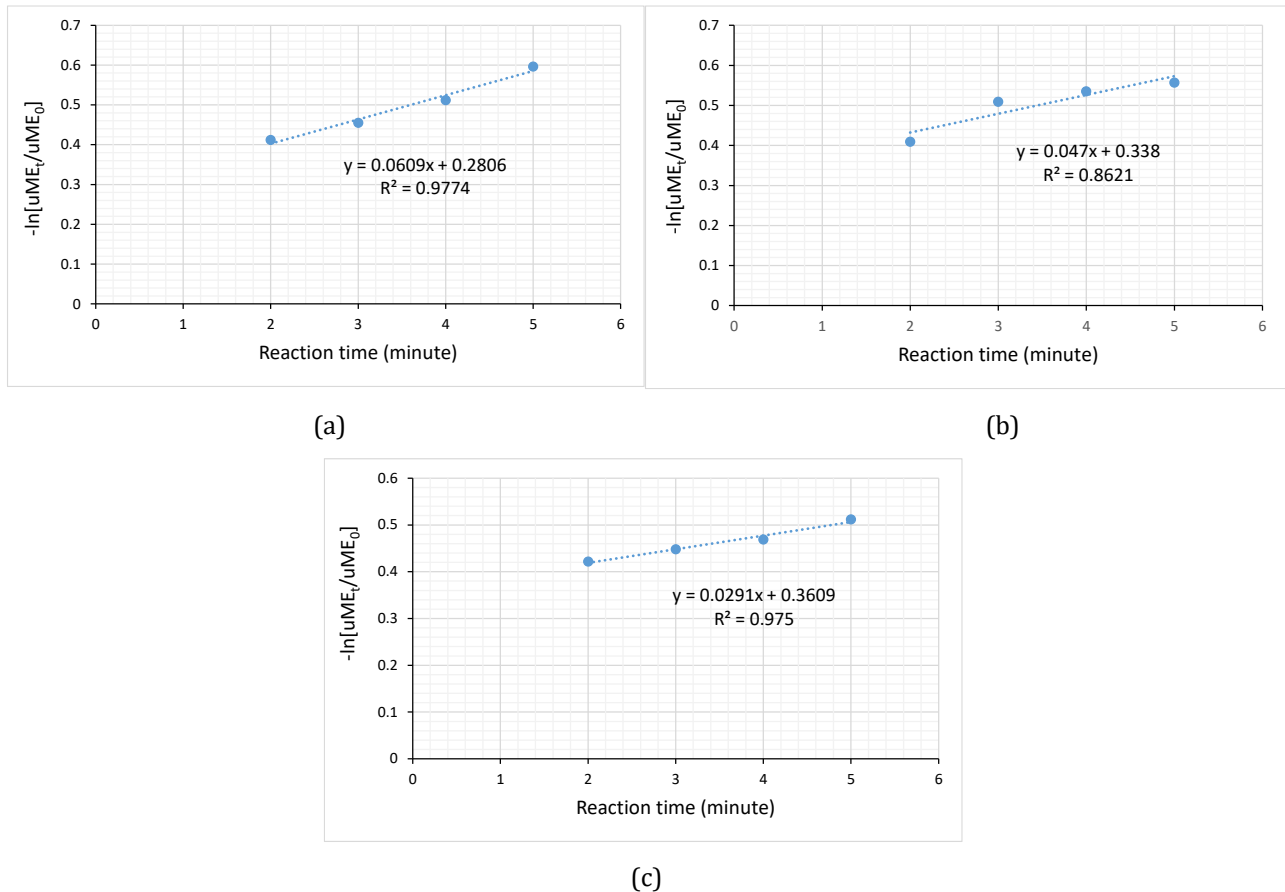 0.7
0.6
0.5
0.4
0.3
0.2
0.1
0
0 1 2 3 4 5 6
-ln[uMEₜ/uME₀]
Reaction time (minute)
y = 0.0609x + 0.2806
R² = 0.9774
(a)
0.7
0.6
0.5
0.4
0.3
0.2
0.1
0
0 1 2 3 4 5 6
-ln[uMEₜ/uME₀]
Reaction time (minute)
y = 0.047x + 0.338
R² = 0.8621
(b)
0.6
0.5
0.4
0.3
0.2
0.1
0
0 1 2 3 4 5 6
-ln[uMEₜ/uME₀]
Reaction time (minute)
y = 0.0291x + 0.3609
R² = 0.975
(c)